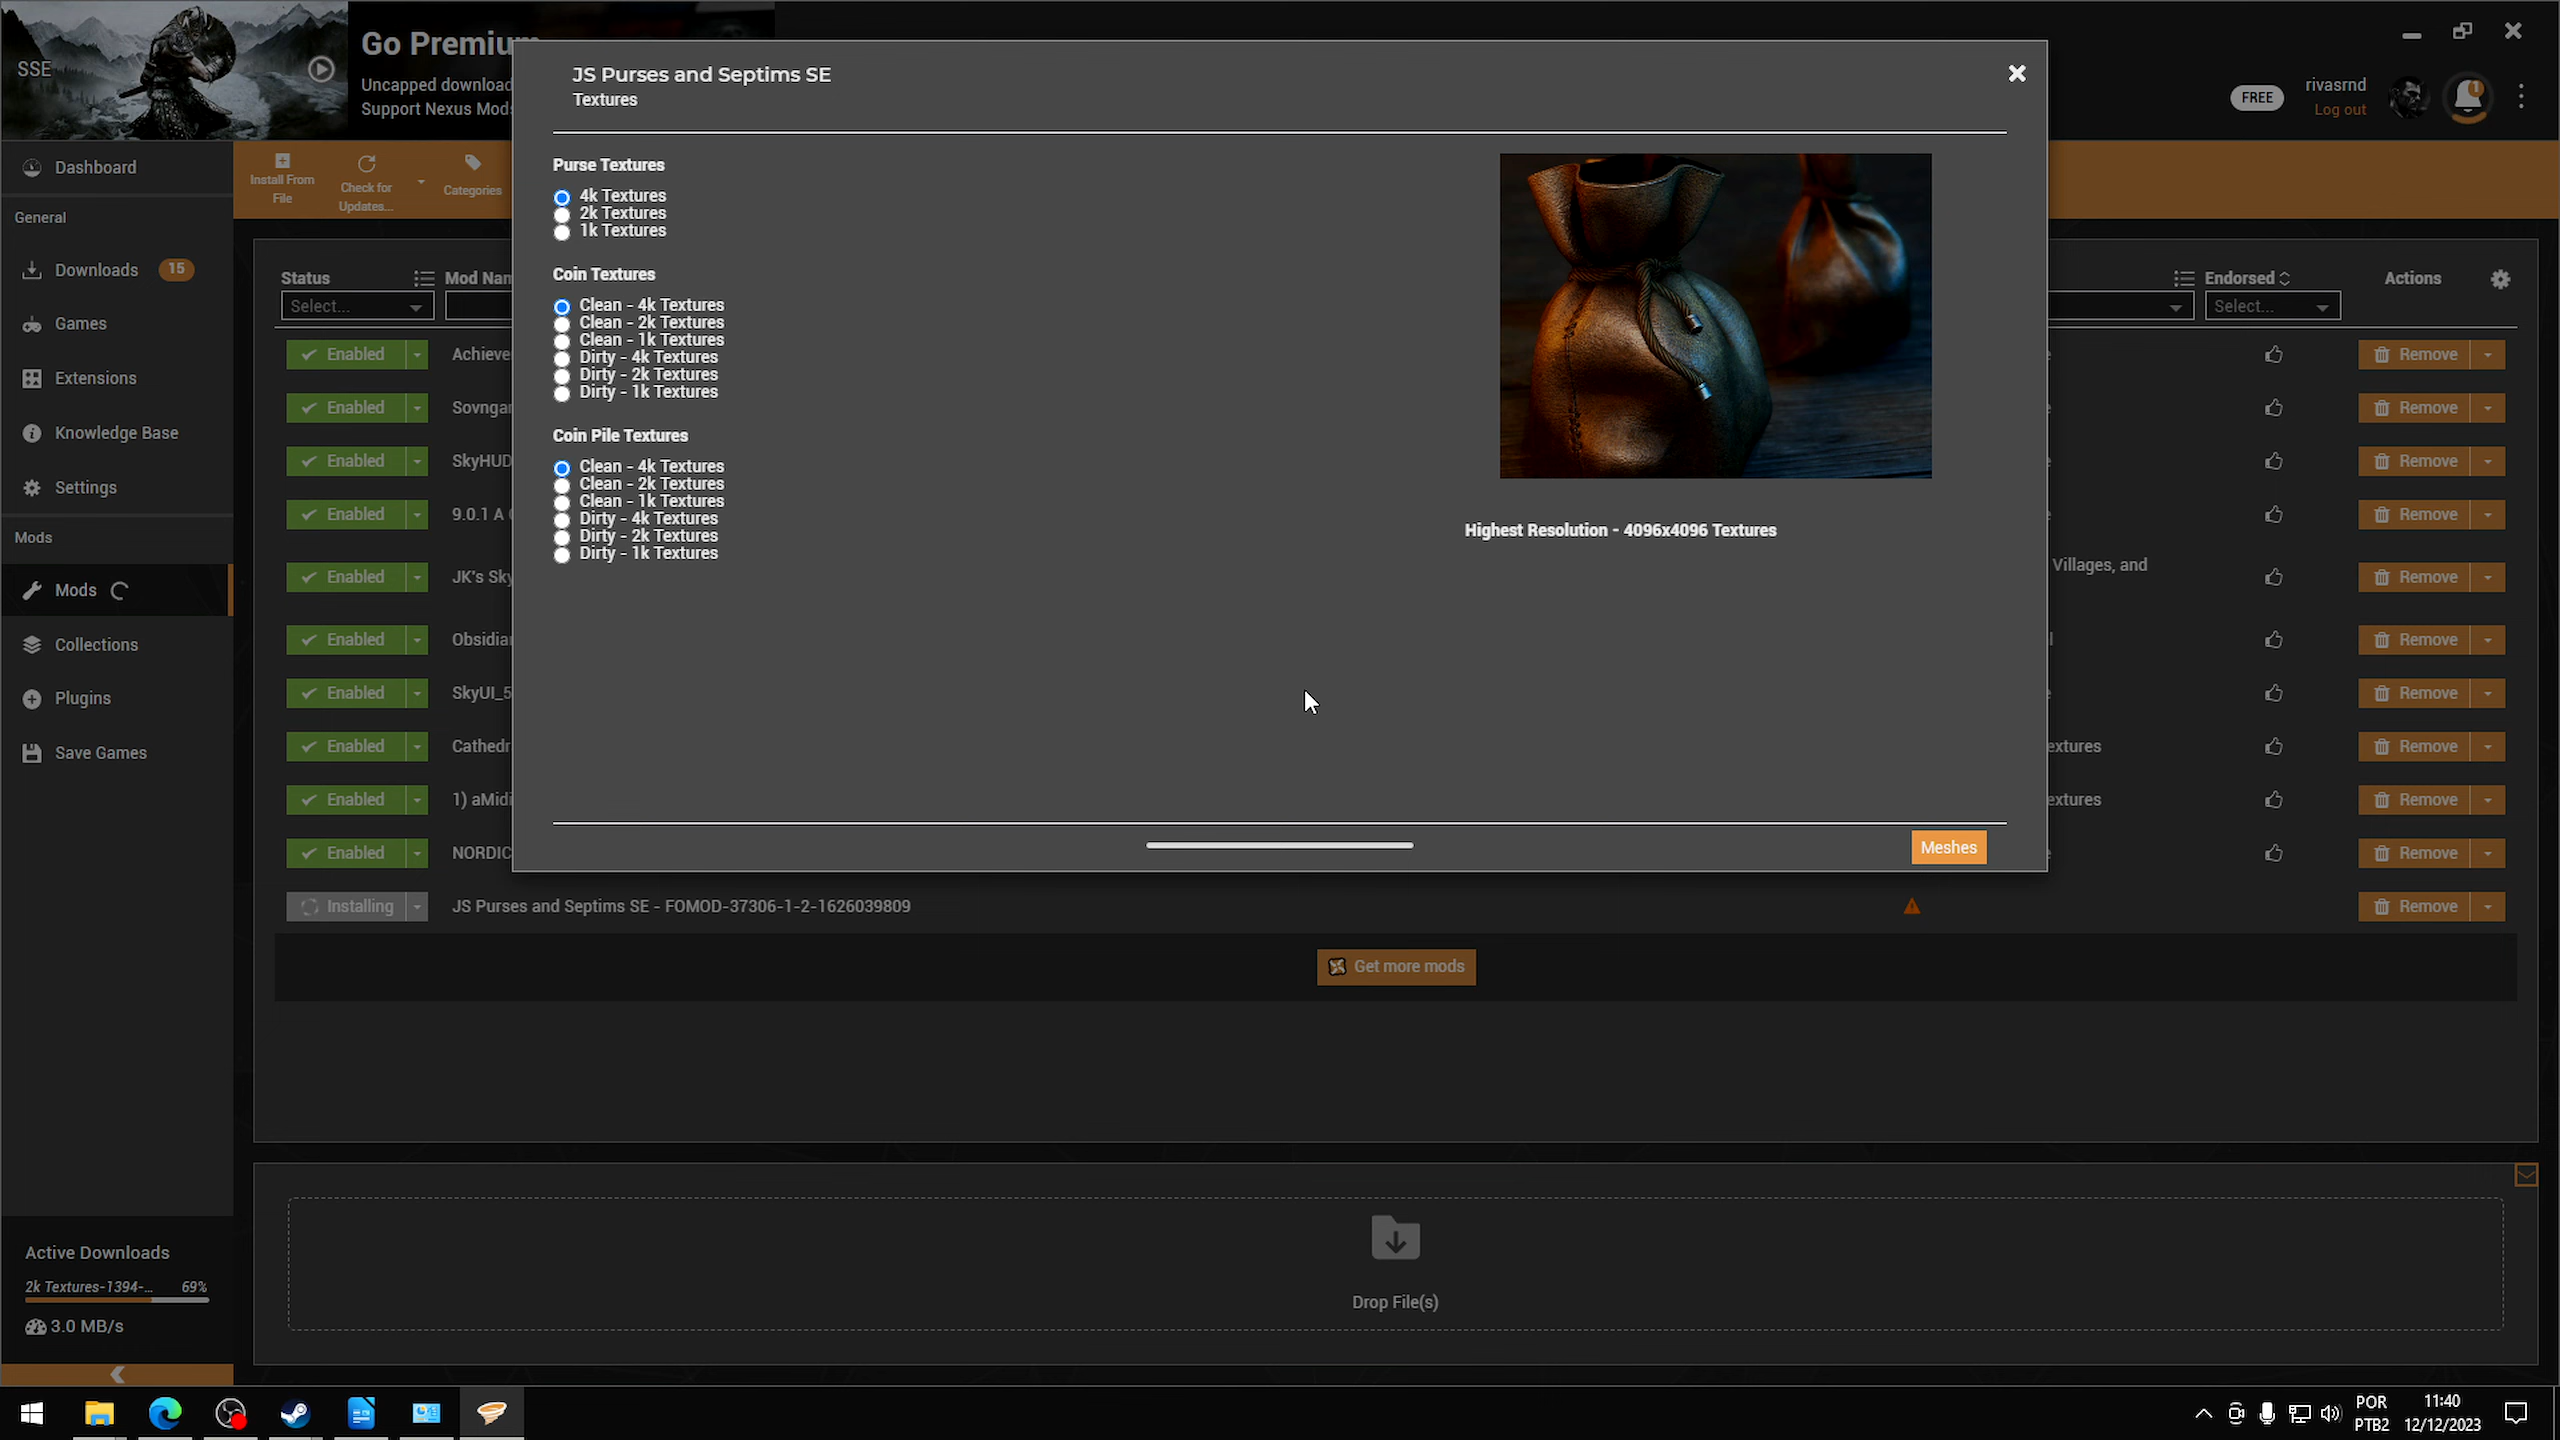 SSE
Go Premium
Uncapped download
Support Nexus Mods
FREE
rivasrnd
Log out
1
JS Purses and Septims SE
Textures
Dashboard
General
Downloads
15
Games
Extensions
Knowledge Base
Settings
Mods
Mods
Collections
Plugins
Save Games
Install From
File
Check for
Updates...
Categories
Purse Textures
4k Textures
2k Textures
1k Textures
Coin Textures
Clean - 4k Textures
Clean - 2k Textures
Clean - 1k Textures
Dirty - 4k Textures
Dirty - 2k Textures
Dirty - 1k Textures
Coin Pile Textures
Clean - 4k Textures
Clean - 2k Textures
Clean - 1k Textures
Dirty - 4k Textures
Dirty - 2k Textures
Dirty - 1k Textures
Highest Resolution - 4096x4096 Textures
Meshes
Status
Mod Nam
Endorsed
Actions
Select...
Select...
Enabled
Achieve
e
Remove
Enabled
Sovngar
e
Remove
Enabled
SkyHUD
e
Remove
Enabled
9.0.1 A
e
Remove
Enabled
JK's Sky
Villages, and
Remove
Enabled
Obsidian
l
Remove
Enabled
SkyUI_5
e
Remove
Enabled
Cathedr
extures
Remove
Enabled
1) aMidi
extures
Remove
Enabled
NORDIC
e
Remove
Installing
JS Purses and Septims SE - FOMOD-37306-1-2-1626039809
Remove
Get more mods
Drop File(s)
Active Downloads
2k Textures-1394-... 69%
3.0 MB/s
POR
PTB2
11:40
12/12/2023